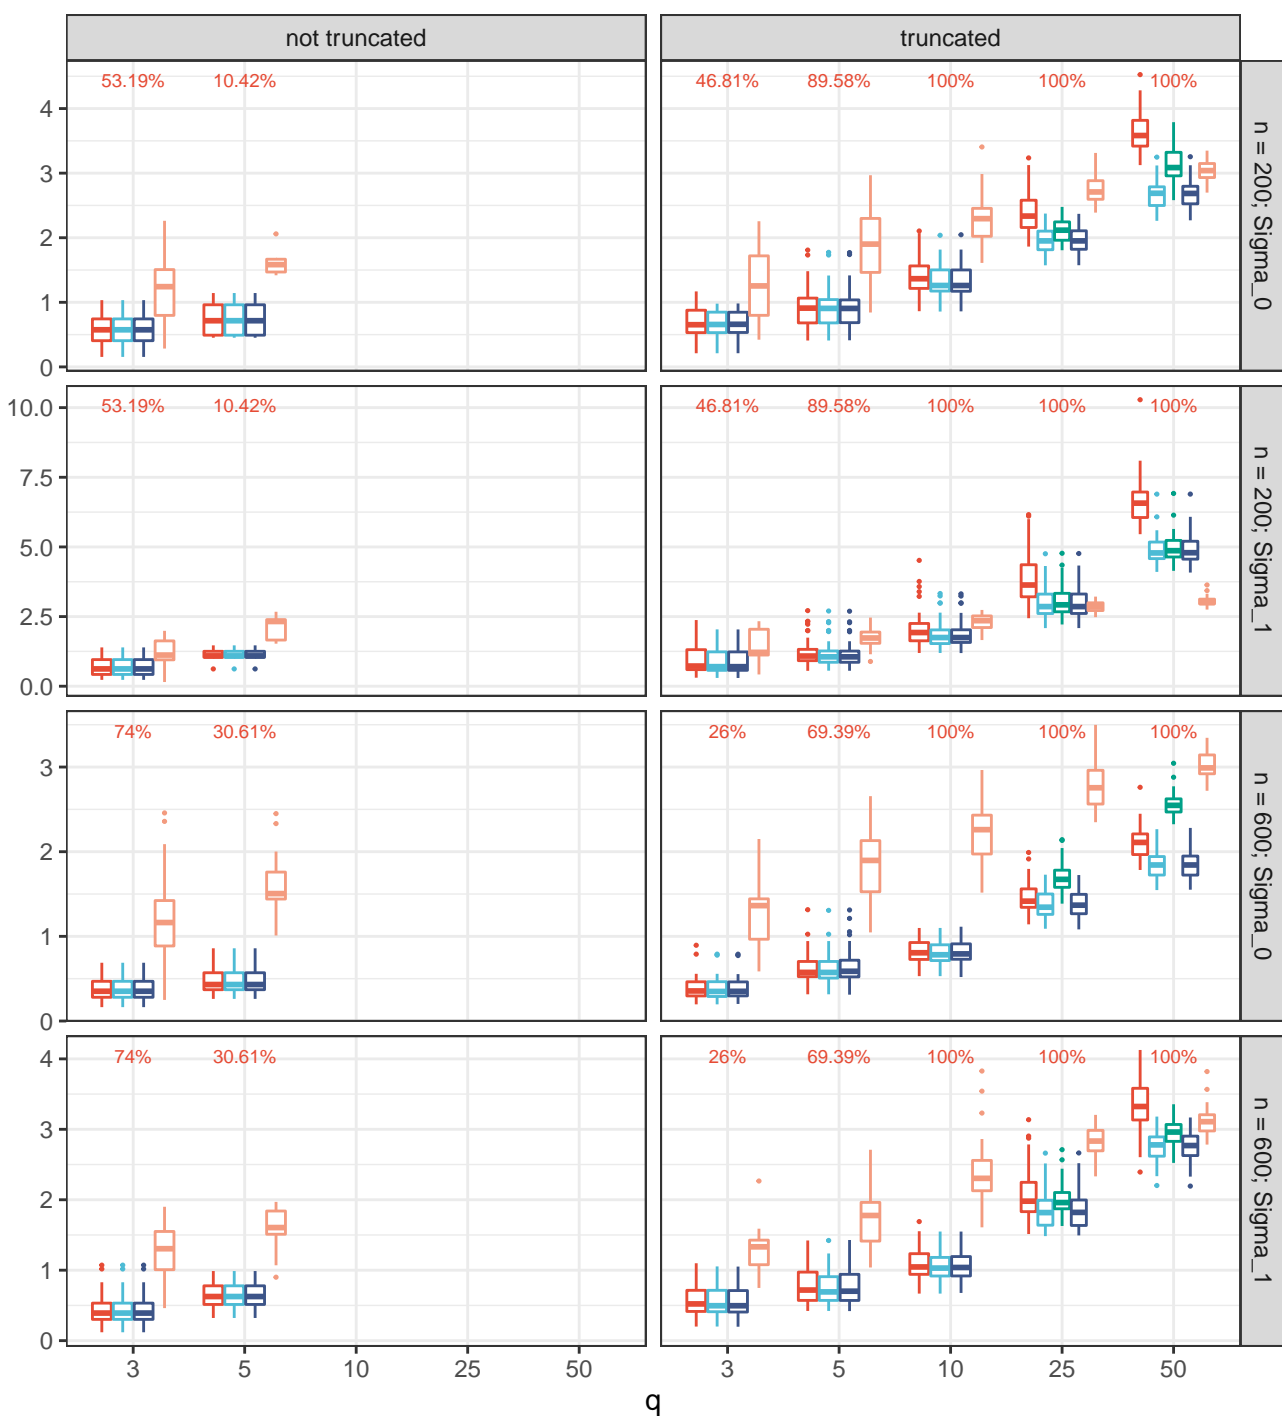 not truncated
truncated
53.19% 10.42%
46.81% 89.58% 100% 100% 100%
4
3
2
1
0
n = 200; Sigma_0
53.19% 10.42%
46.81% 89.58% 100% 100% 100%
10.0
7.5
5.0
2.5
0.0
n = 200; Sigma_1
74% 30.61%
26% 69.39% 100% 100% 100%
3
2
1
0
n = 600; Sigma_0
74% 30.61%
26% 69.39% 100% 100% 100%
4
3
2
1
0
n = 600; Sigma_1
3 5 10 25 50
3 5 10 25 50
q